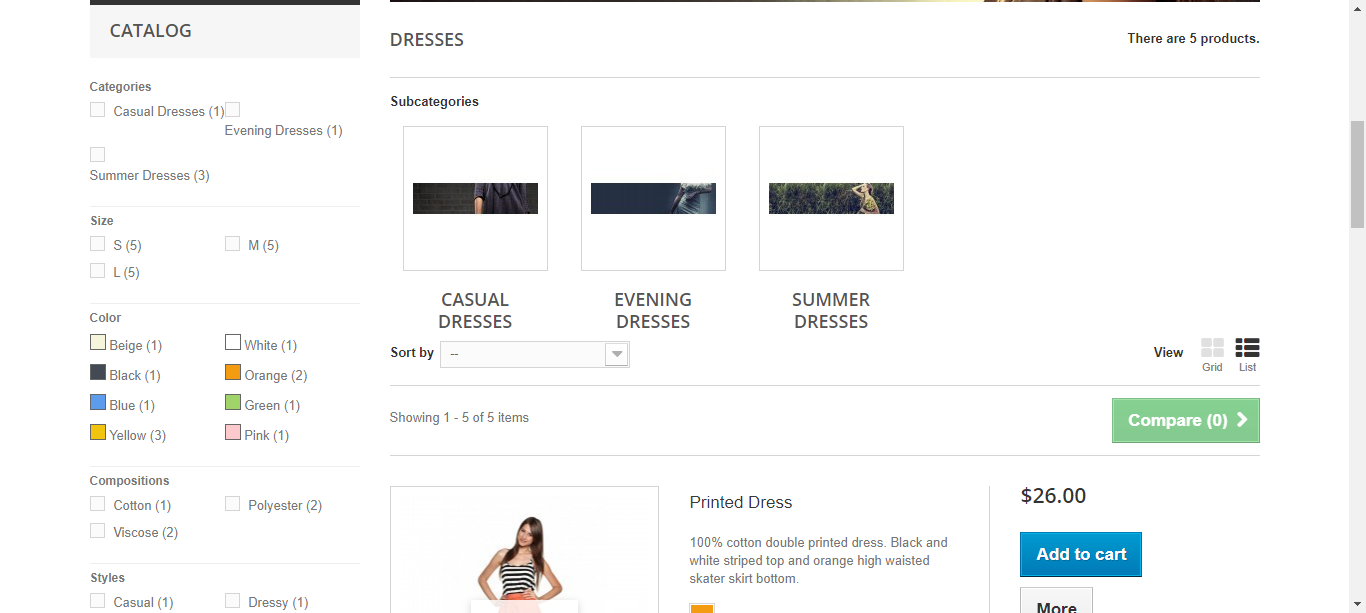 CATALOG
Categories
Casual Dresses (1)
Evening Dresses (1)
Summer Dresses (3)
Size
S (5)
M (5)
L (5)
Color
Beige (1)
White (1)
Black (1)
Orange (2)
Blue (1)
Green (1)
Yellow (3)
Pink (1)
Compositions
Cotton (1)
Polyester (2)
Viscose (2)
Styles
Casual (1)
Dressy (1)
DRESSES
There are 5 products.
Subcategories
CASUAL
DRESSES
EVENING
DRESSES
SUMMER
DRESSES
Sort by
--
View
Grid
List
Showing 1 - 5 of 5 items
Compare (0)
Printed Dress
100% cotton double printed dress. Black and
white striped top and orange high waisted
skater skirt bottom.
$26.00
Add to cart
More